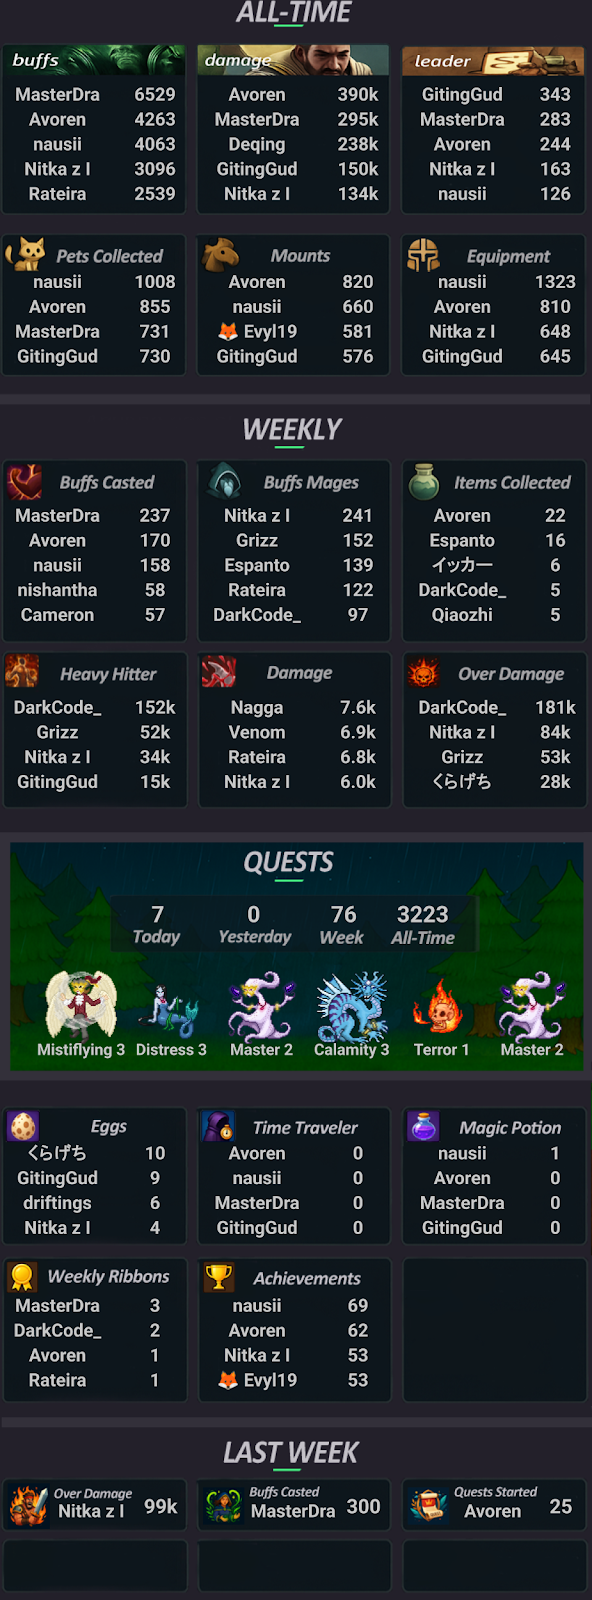 ALL-TIME
buffs
MasterDra 6529
Avoren 4263
nausii 4063
Nitka z l 3096
Rateira 2539
damage
Avoren 390k
MasterDra 295k
Deqing 238k
GitingGud 150k
Nitka z l 134k
leader
GitingGud 343
MasterDra 283
Avoren 244
Nitka z l 163
nausii 126
Pets Collected
nausii 1008
Avoren 855
MasterDra 731
GitingGud 730
Mounts
Avoren 820
nausii 660
🦊 Evyl19 581
GitingGud 576
Equipment
nausii 1323
Avoren 810
Nitka z l 648
GitingGud 645
WEEKLY
Buffs Casted
MasterDra 237
Avoren 170
nausii 158
nishantha 58
Cameron 57
Buffs Mages
Nitka z l 241
Grizz 152
Espanto 139
Rateira 122
DarkCode_ 97
Items Collected
Avoren 22
Espanto 16
イッカー 6
DarkCode_ 5
Qiaozhi 5
Heavy Hitter
DarkCode_ 152k
Grizz 52k
Nitka z l 34k
GitingGud 15k
Damage
Nagga 7.6k
Venom 6.9k
Rateira 6.8k
Nitka z l 6.0k
Over Damage
DarkCode_ 181k
Nitka z l 84k
Grizz 53k
くらげち 28k
QUESTS
7 0 76 3223
Today Yesterday Week All-Time
Mistiflying 3 Distress 3 Master 2 Calamity 3 Terror 1 Master 2
Eggs
くらげち 10
GitingGud 9
driftings 6
Nitka z l 4
Time Traveler
Avoren 0
nausii 0
MasterDra 0
GitingGud 0
Magic Potion
nausii 1
Avoren 0
MasterDra 0
GitingGud 0
Weekly Ribbons
MasterDra 3
DarkCode_ 2
Avoren 1
Rateira 1
Achievements
nausii 69
Avoren 62
Nitka z l 53
🦊 Evyl19 53
LAST WEEK
Over Damage
Nitka z l 99k
Buffs Casted
MasterDra 300
Quests Started
Avoren 25